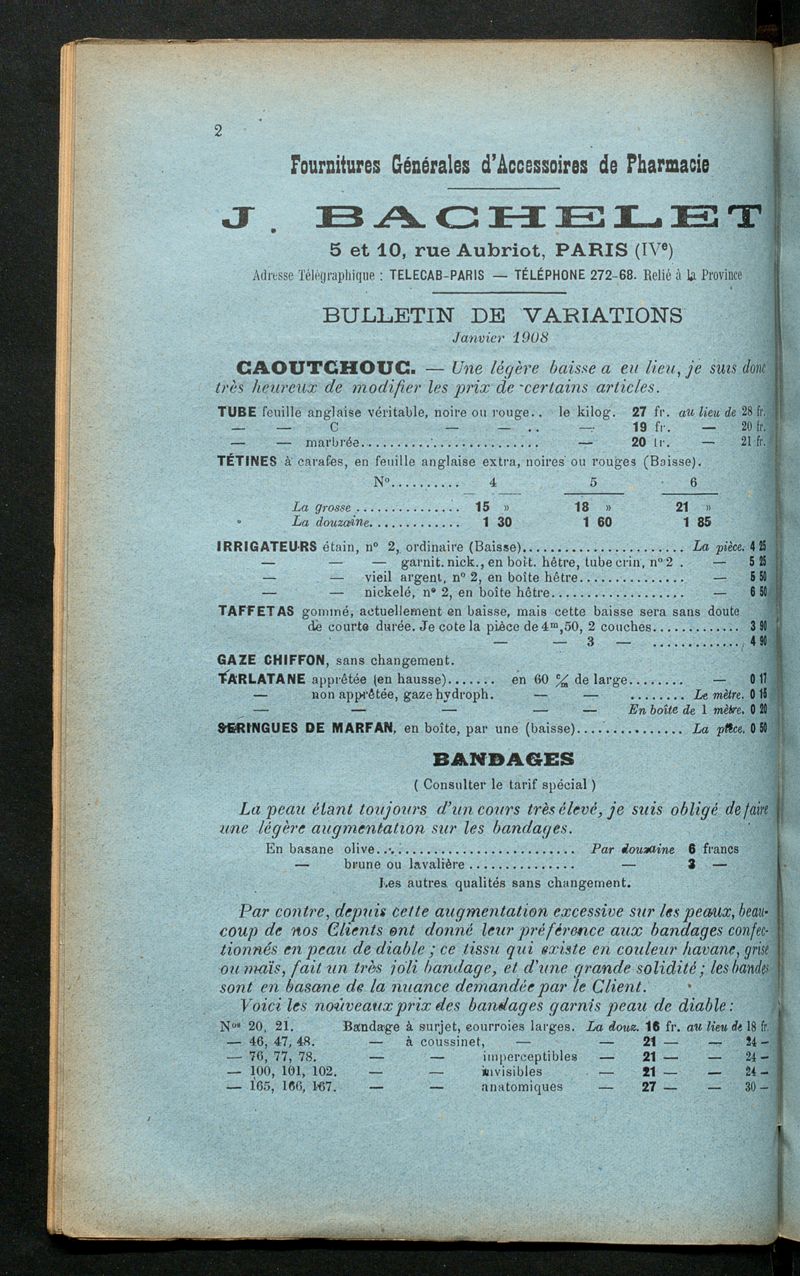 2
Fournitures Générales d'Accessoires de Pharmacie
J. BACHELET
5 et 10, rue Aubriot, PARIS (IVe)
Adresse Télégraphique : TELECAB-PARIS — TÉLÉPHONE 272-68. Relié à la Province
BULLETIN DE VARIATIONS
Janvier 1908
CAOUTCHOUC. — Une légère baisse a eu lieu, je suis donc
très heureux de modifier les prix de certains articles.
TUBE feuille anglaise véritable, noire ou rouge.. le kilog. 27 fr. au lieu de 28 fr.
— — C — — .. — 19 fr. — 20 fr.
— — marbrée........................ — 20 fr. — 21 fr.
TÉTINES à carafes, en feuille anglaise extra, noires ou rouges (Baisse).
No.......... 4 5 6
La grosse ............... 15 » 18 » 21 »
La douzaine.............. 1 30 1 60 1 85
IRRIGATEURS étain, no 2, ordinaire (Baisse)........................ La pièce. 4 25
— — — garnit. nick., en boît. hêtre, tube crin, no 2 . — 5 25
— — vieil argent, no 2, en boîte hêtre................ — 5 50
— — nickelé, no 2, en boîte hêtre.................... — 6 50
TAFFETAS gommé, actuellement en baisse, mais cette baisse sera sans doute
de courte durée. Je cote la pièce de 4m,50, 2 couches............. 3 90
— — 3 — ............. 4 90
GAZE CHIFFON, sans changement.
TARLATANE apprêtée (en hausse)....... en 60 c/m de large........ — 0 17
— non apprêtée, gaze hydroph. — — ........ Le mètre. 0 15
— — — — — En boîte de 1 mètre. 0 20
SERINGUES DE MARFAN, en boîte, par une (baisse)................ La pièce. 0 50
BANDAGES
( Consulter le tarif spécial )
La peau étant toujours d'un cours très élevé, je suis obligé de faire
une légère augmentation sur les bandages.
En basane olive............................. Par douzaine 6 francs
— brune ou lavalière ............... — 3 —
Les autres qualités sans changement.
Par contre, depuis cette augmentation excessive sur les peaux, beau-
coup de nos Clients ont donné leur préférence aux bandages confec-
tionnés en peau de diable ; ce tissu qui existe en couleur havane, grise
ou maïs, fait un très joli bandage, et d'une grande solidité ; les bandes
sont en basane de la nuance demandée par le Client.
Voici les nouveaux prix des bandages garnis peau de diable :
Nos 20, 21. Bandage à surjet, courroies larges. La douz. 16 fr. au lieu de 18 fr.
— 46, 47, 48. — à coussinet, — — 21 — — 24 —
— 76, 77, 78. — — imperceptibles — 21 — — 24 —
— 100, 101, 102. — — invisibles — 21 — — 24 —
— 165, 166, 167. — — anatomiques — 27 — — 30 —